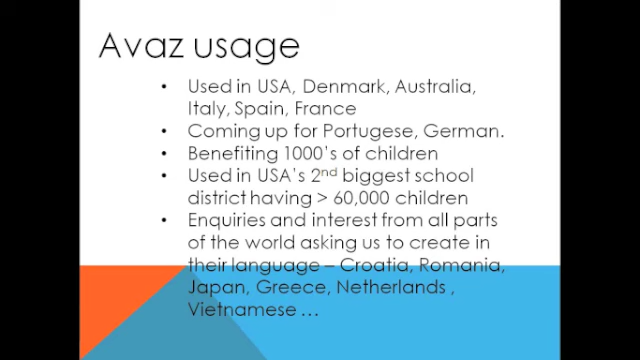 Avaz usage
• Used in USA, Denmark, Australia,
Italy, Spain, France
• Coming up for Portugese, German.
• Benefiting 1000's of children
• Used in USA's 2nd biggest school
district having > 60,000 children
• Enquiries and interest from all parts
of the world asking us to create in
their language – Croatia, Romania,
Japan, Greece, Netherlands ,
Vietnamese …